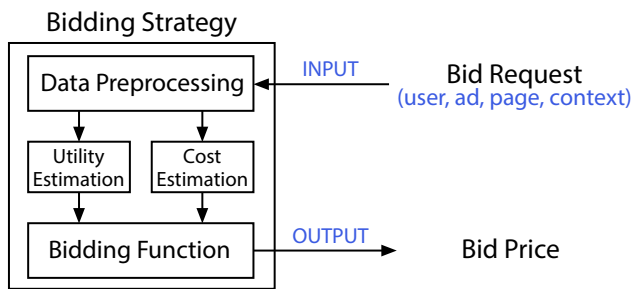 Bidding Strategy
Data Preprocessing
INPUT
Bid Request
(user, ad, page, context)
Utility
Estimation
Cost
Estimation
Bidding Function
OUTPUT
Bid Price